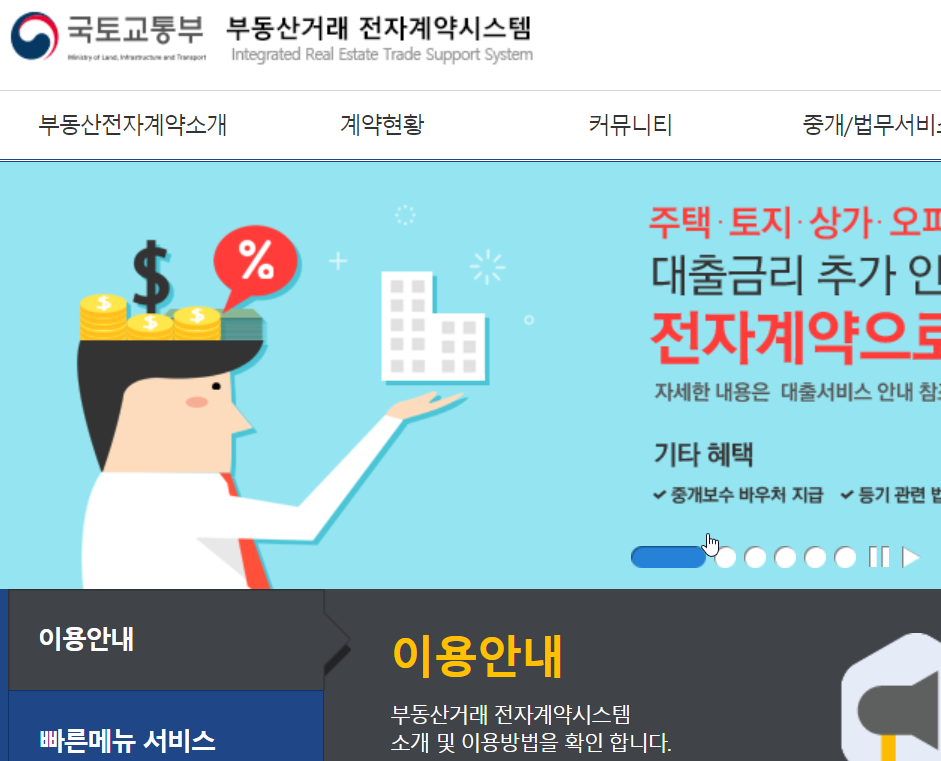 국토교통부
Ministry of Land, Infrastructure and Transport
부동산거래 전자계약시스템
Integrated Real Estate Trade Support System
부동산전자계약소개 계약현황 커뮤니티 중개/법무서비
$ %
$ $ $
주택·토지·상가·오피
대출금리 추가 인
전자계약으로
자세한 내용은 대출서비스 안내 참
기타 혜택
✔ 중개보수 바우처 지급 ✔ 등기 관련 법
이용안내
빠른메뉴 서비스
이용안내
부동산거래 전자계약시스템
소개 및 이용방법을 확인 합니다.